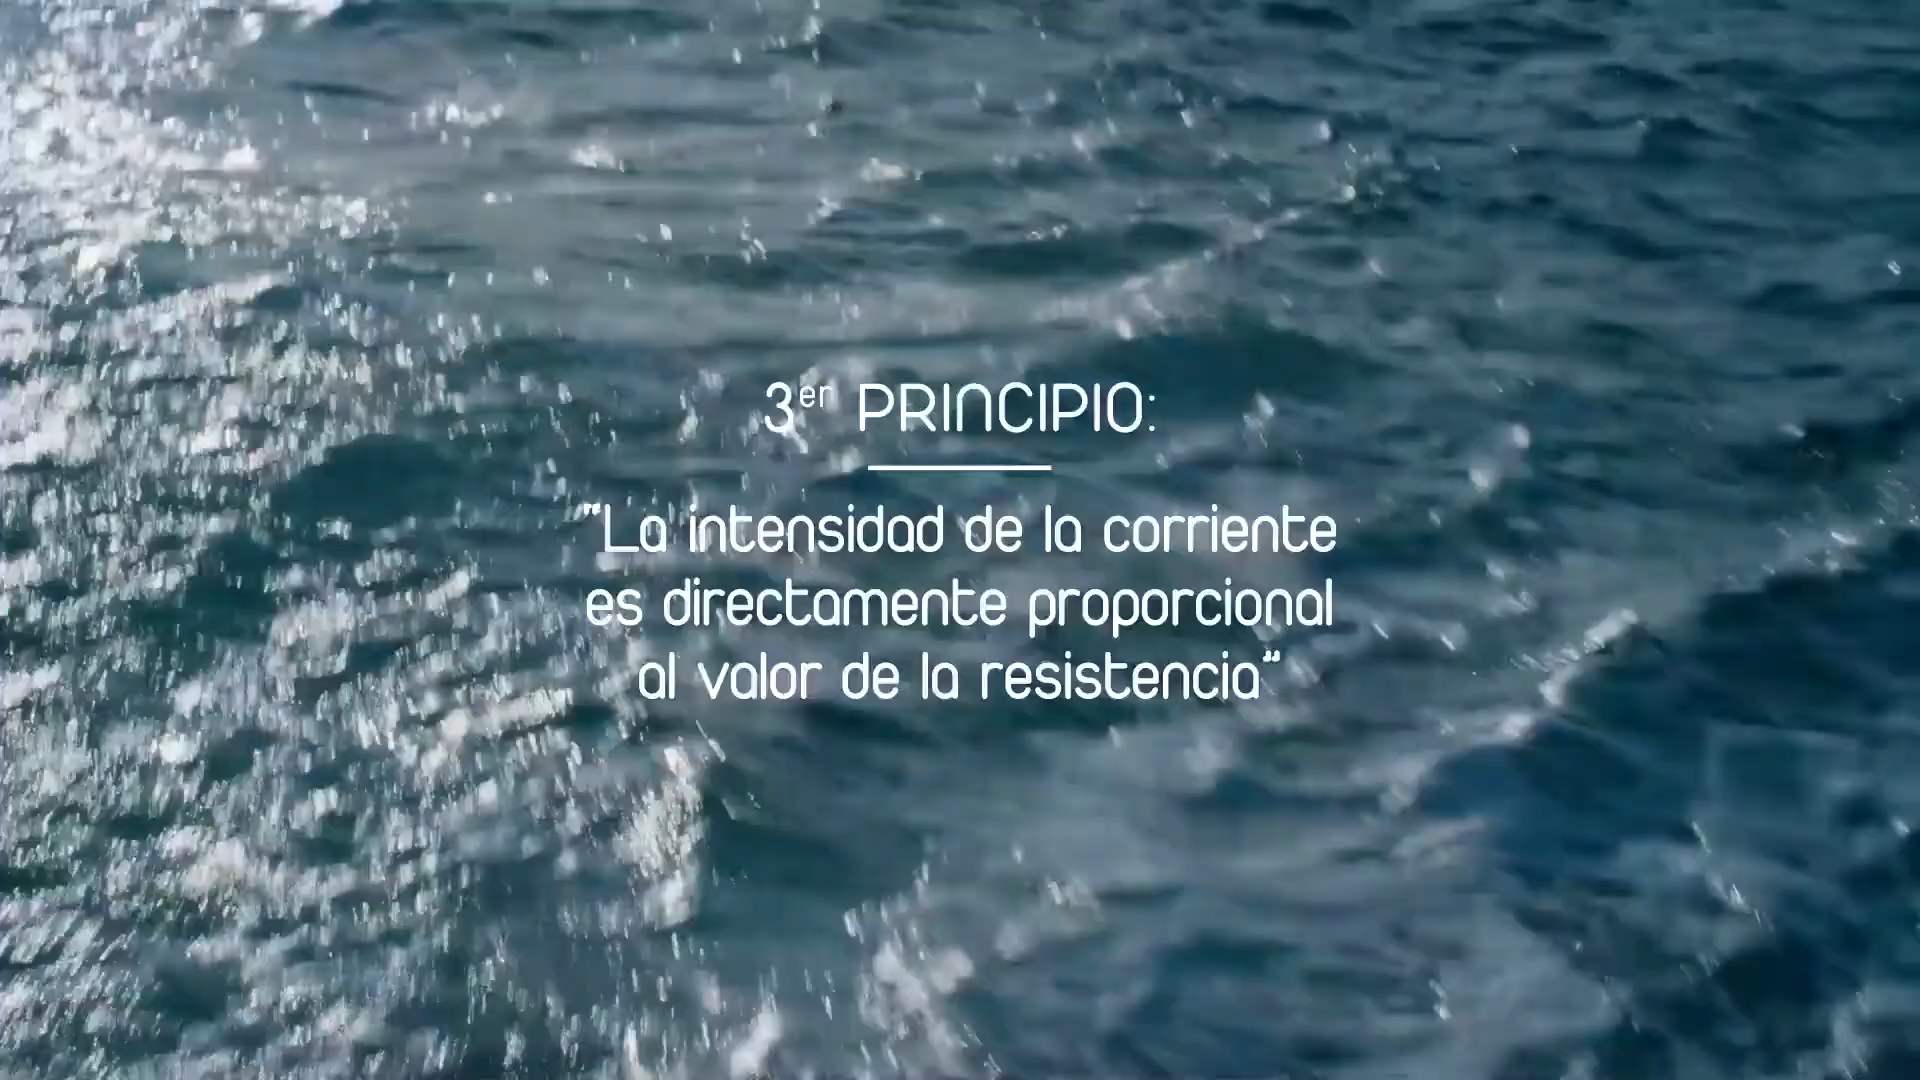 3er PRINCIPIO:
"La intensidad de la corriente
es directamente proporcional
al valor de la resistencia"